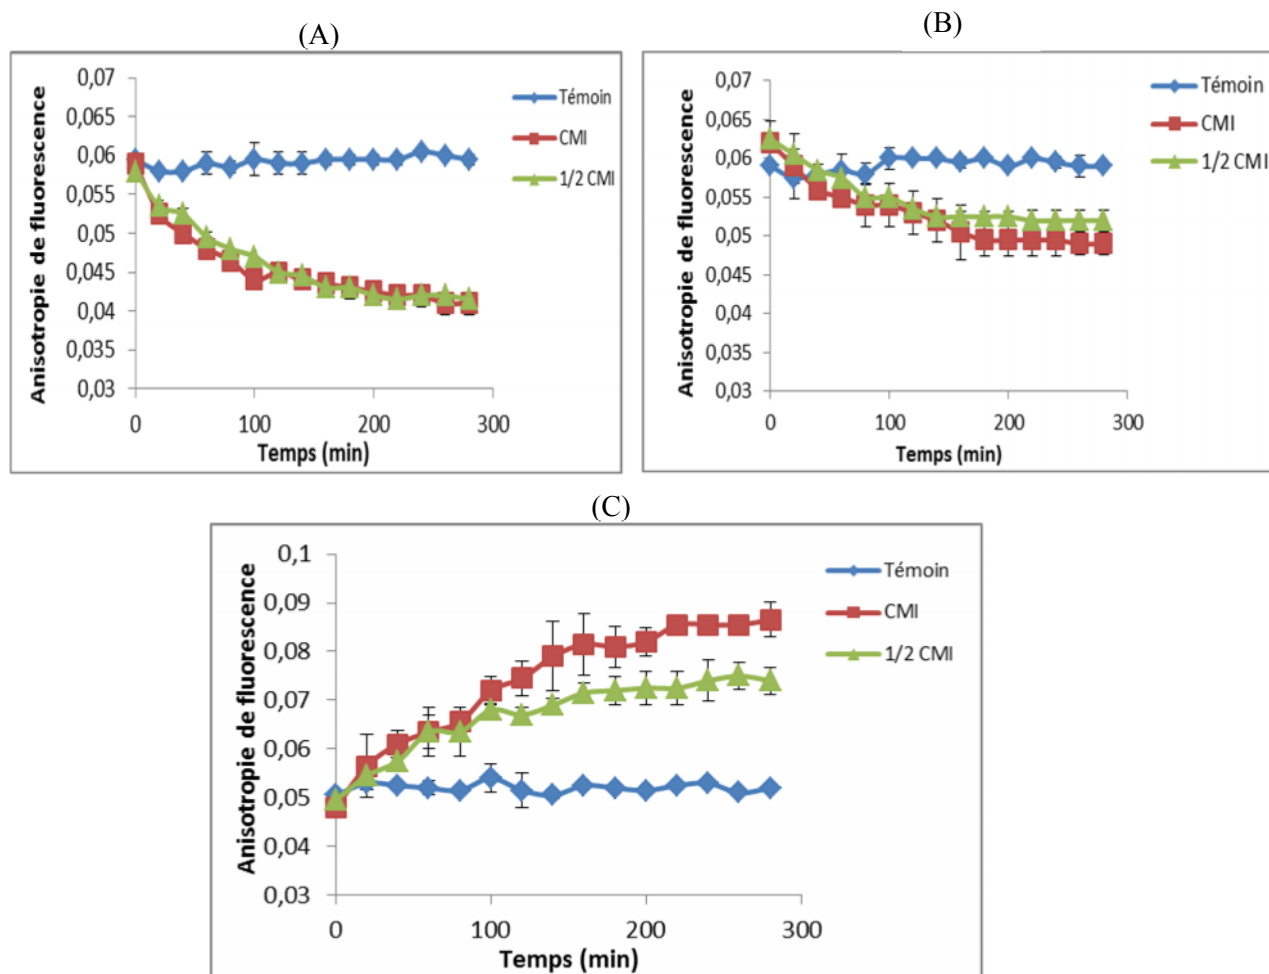 (A)
0,07
0,065
0,06
0,055
0,05
0,045
0,04
0,035
0,03
Anisotropie de fluorescence
0
100
200
300
Temps (min)
Témoin
CMI
1/2 CMI
(B)
0,07
0,065
0,06
0,055
0,05
0,045
0,04
0,035
0,03
Anisotropie de fluorescence
0
100
200
300
Temps (min)
Témoin
CMI
1/2 CMI
(C)
0,1
0,09
0,08
0,07
0,06
0,05
0,04
0,03
Anisotropie de fluorescence
0
100
200
300
Temps (min)
Témoin
CMI
1/2 CMI